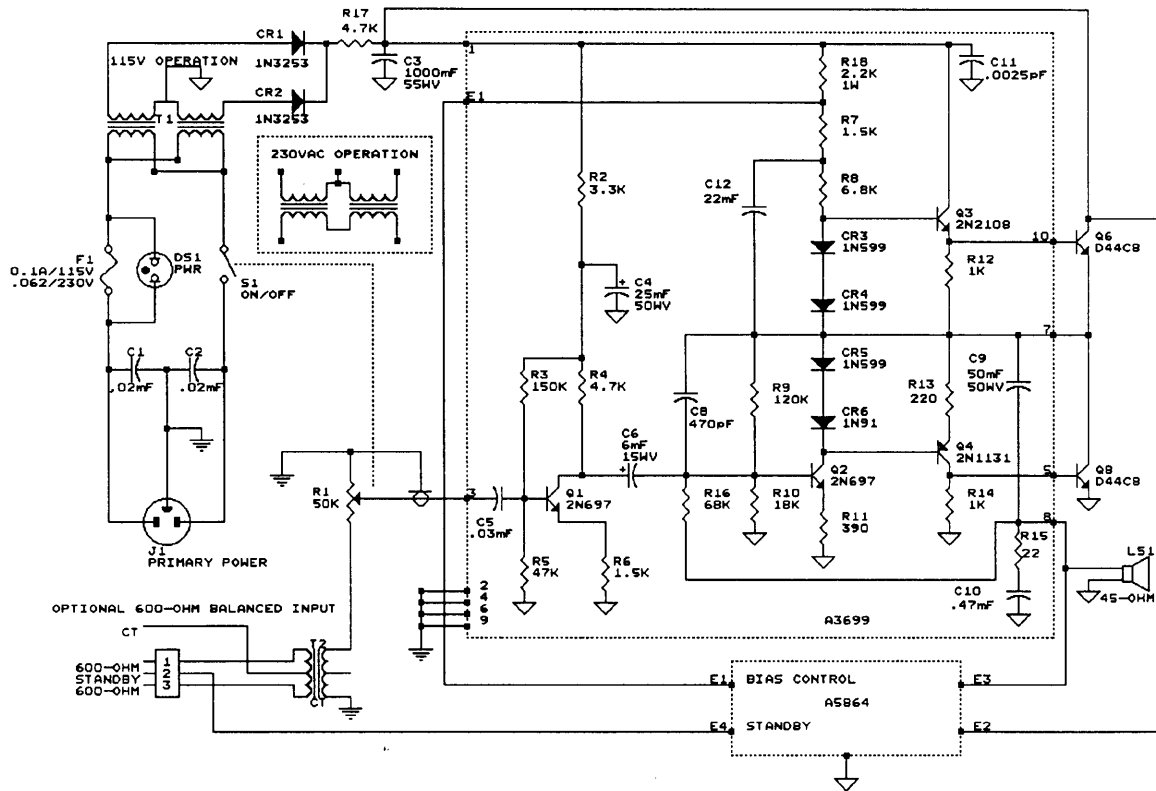 R17
4.7K
CR1
1N3253
115V OPERATION
C3
1000mF
55WV
1
R18
2.2K
1W
C11
.0025pF
CR2
1N3253
E1
T1
R7
1.5K
230VAC OPERATION
R2
3.3K
C12
22mF
R8
6.8K
Q3
2N2108
CR3
1N599
10
Q6
D44C8
F1
0.1A/115V
.062/230V
DS1
PWR
S1
ON/OFF
R12
1K
C4
25mF
50WV
CR4
1N599
7
C1
.02mF
C2
.02mF
R3
150K
R4
4.7K
CR5
1N599
C9
50mF
50WV
R9
120K
R13
220
C8
470pF
CR6
1N91
C6
6mF
15WV
Q4
2N1131
R1
50K
3
Q1
2N697
Q2
2N697
5
Q8
D44C8
C5
.03mF
R16
68K
R10
18K
R11
390
R14
1K
8
J1
PRIMARY POWER
R5
47K
R6
1.5K
R15
22
LS1
45-OHM
2
4
6
9
C10
.47mF
OPTIONAL 600-OHM BALANCED INPUT
A3699
CT
T2
600-OHM
STANDBY
600-OHM
1
2
3
CT
E1
BIAS CONTROL
E3
A5864
E4
STANDBY
E2